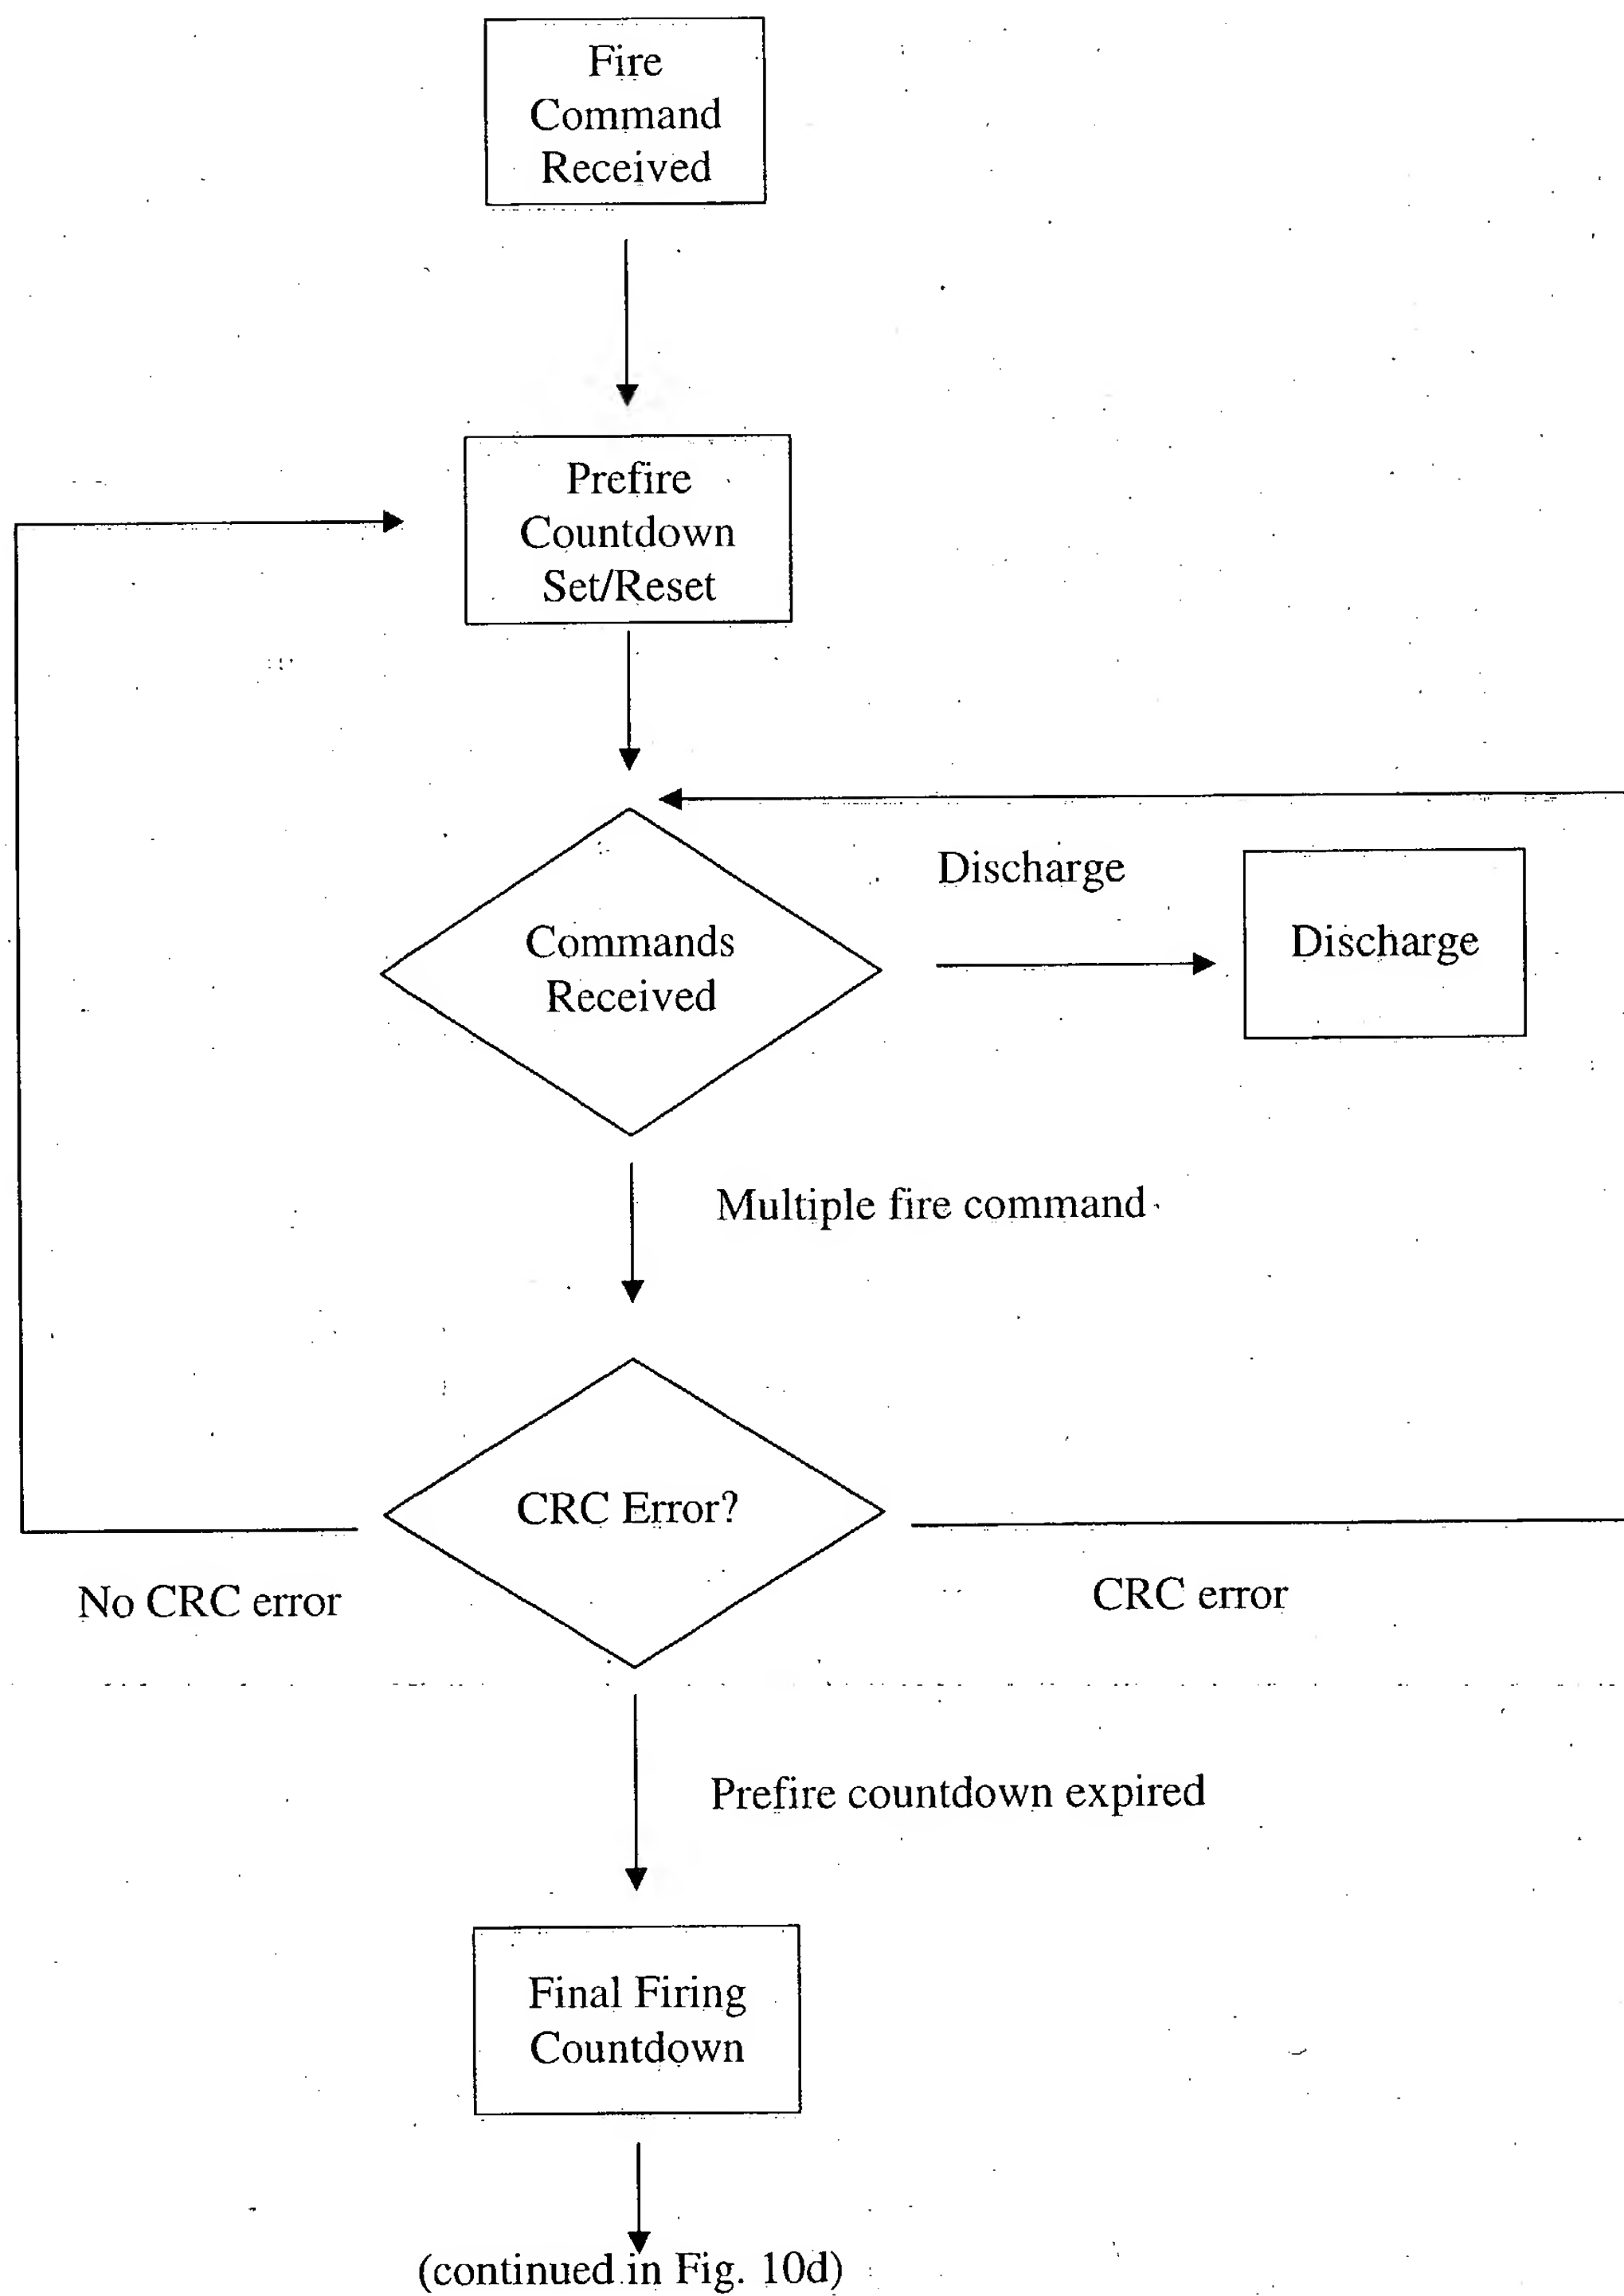 Fire
Command
Received
Prefire
Countdown
Set/Reset
Discharge
Commands
Received
Discharge
Multiple fire command
CRC Error?
No CRC error
CRC error
Prefire countdown expired
Final Firing
Countdown
(continued in Fig. 10d)